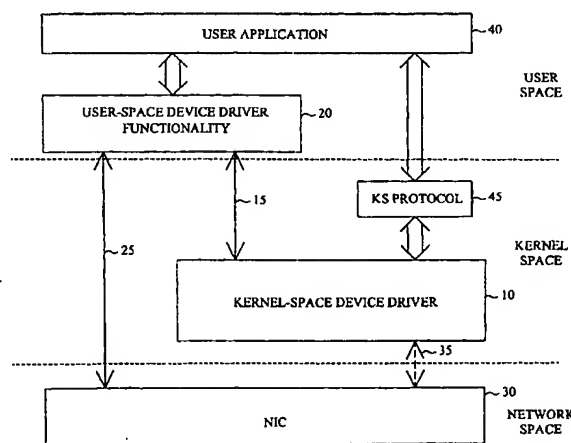 USER APPLICATION
40
USER
SPACE
USER-SPACE DEVICE DRIVER
FUNCTIONALITY
20
15
KS PROTOCOL
45
25
KERNEL
SPACE
KERNEL-SPACE DEVICE DRIVER
10
35
30
NIC
NETWORK
SPACE